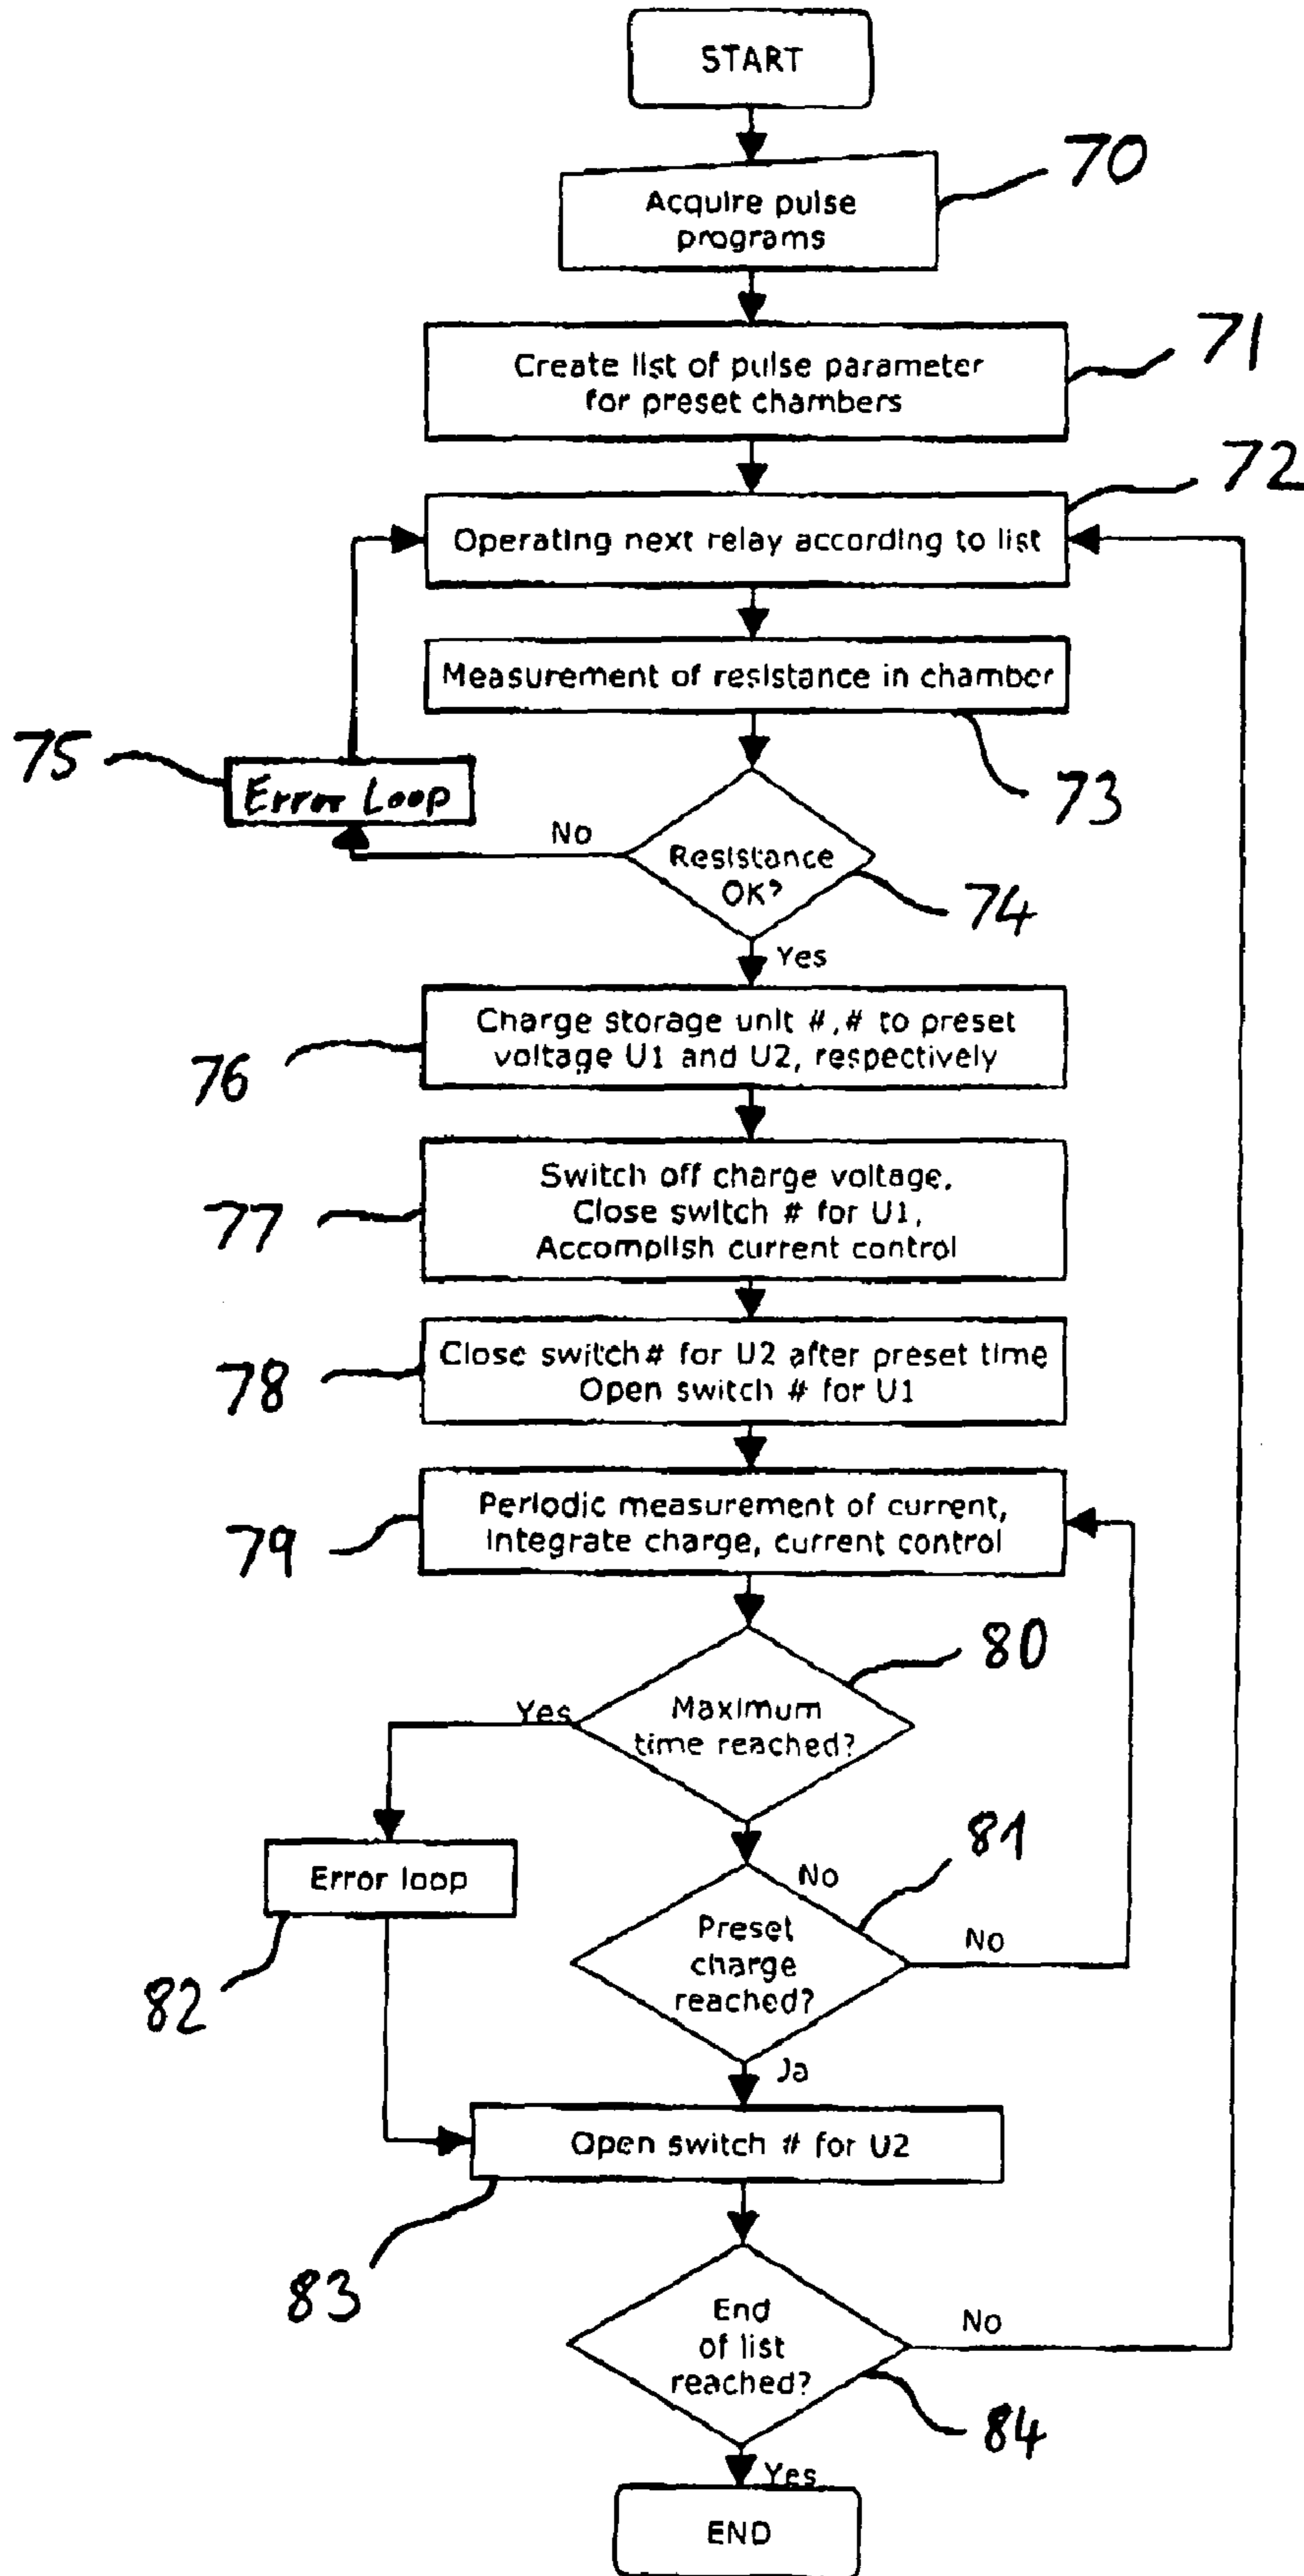 START
70
Acquire pulse
programs
71
Create list of pulse parameter
for preset chambers
72
Operating next relay according to list
Measurement of resistance in chamber
73
75
Error Loop
No
Resistance
OK?
74
Yes
76
Charge storage unit #,# to preset
voltage U1 and U2, respectively
77
Switch off charge voltage,
Close switch # for U1,
Accomplish current control
78
Close switch# for U2 after preset time
Open switch # for U1
79
Periodic measurement of current,
Integrate charge, current control
80
Yes
Maximum
time reached?
81
Error loop
82
No
Preset
charge
reached?
No
Ja
Open switch # for U2
83
End
of list
reached?
No
84
Yes
END